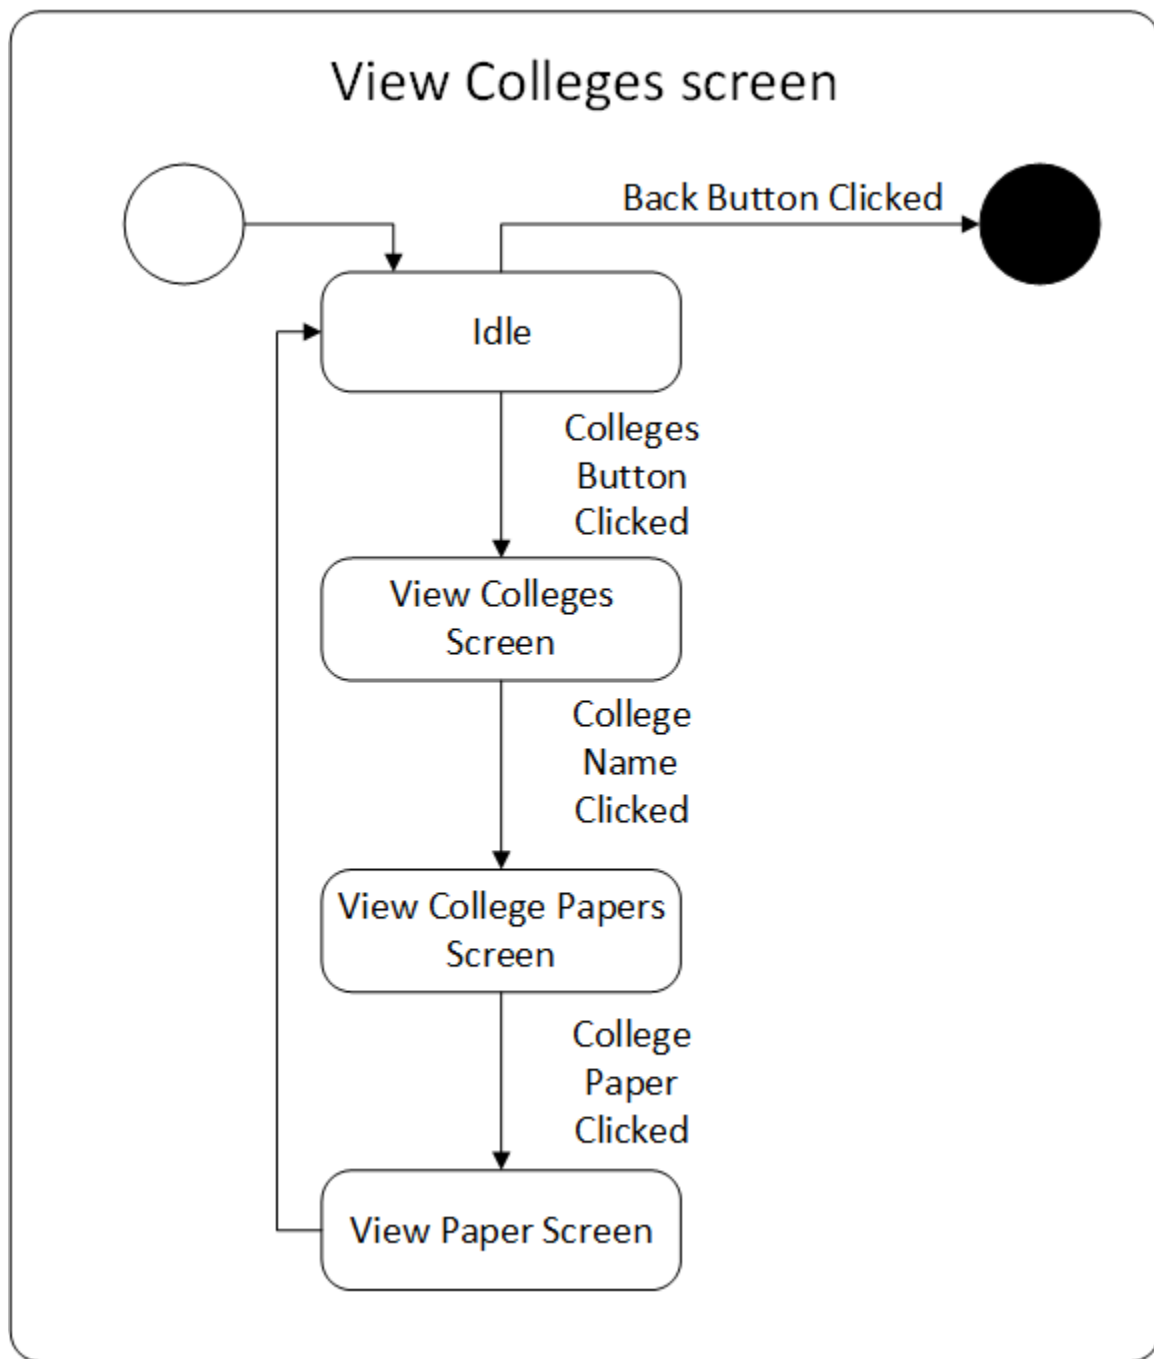 View Colleges screen
Back Button Clicked
Idle
Colleges
Button
Clicked
View Colleges
Screen
College
Name
Clicked
View College Papers
Screen
College
Paper
Clicked
View Paper Screen